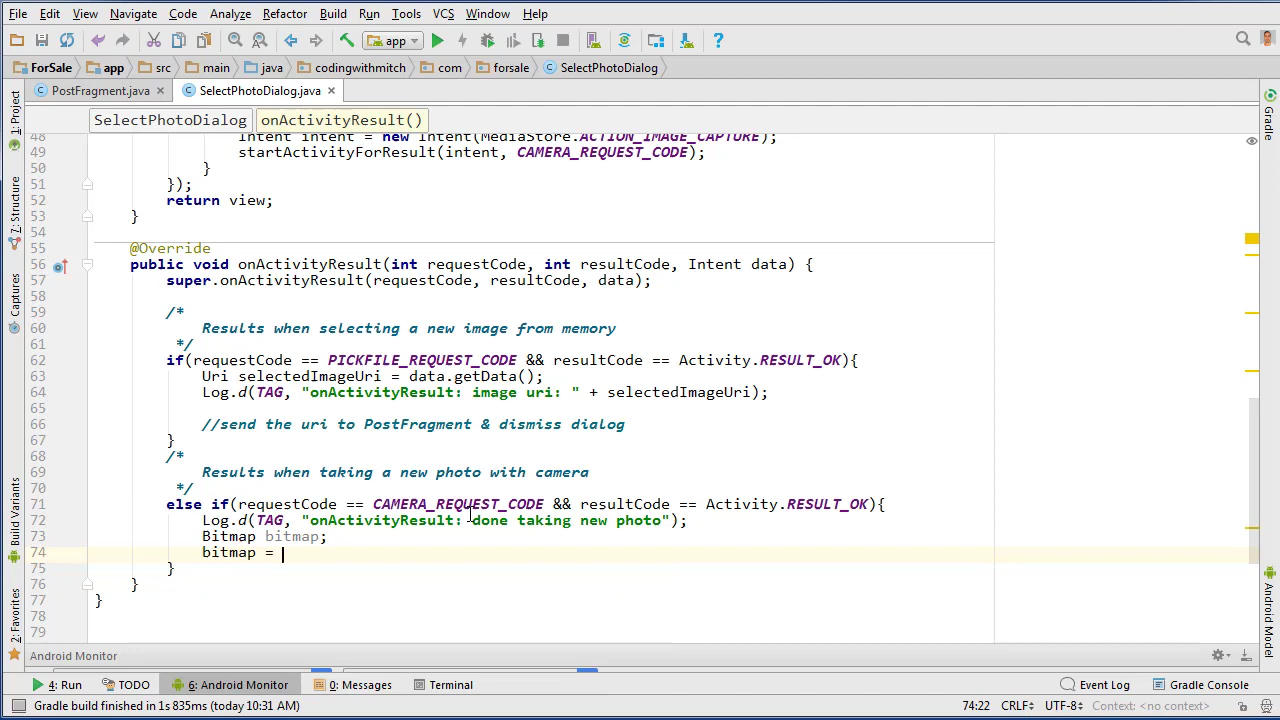 File Edit View Navigate Code Analyze Refactor Build Run Tools VCS Window Help
app
ForSale app src main java codingwithmitch com forsale SelectPhotoDialog
PostFragment.java SelectPhotoDialog.java
SelectPhotoDialog onActivityResult()
48 Intent intent = new Intent(MediaStore.ACTION_IMAGE_CAPTURE);
49 startActivityForResult(intent, CAMERA_REQUEST_CODE);
50 }
51 });
52 return view;
53 }
54
55 @Override
56 public void onActivityResult(int requestCode, int resultCode, Intent data) {
57 super.onActivityResult(requestCode, resultCode, data);
58
59 /*
60 Results when selecting a new image from memory
61 */
62 if(requestCode == PICKFILE_REQUEST_CODE && resultCode == Activity.RESULT_OK){
63 Uri selectedImageUri = data.getData();
64 Log.d(TAG, "onActivityResult: image uri: " + selectedImageUri);
65
66 //send the uri to PostFragment & dismiss dialog
67 }
68 /*
69 Results when taking a new photo with camera
70 */
71 else if(requestCode == CAMERA_REQUEST_CODE && resultCode == Activity.RESULT_OK){
72 Log.d(TAG, "onActivityResult: done taking new photo");
73 Bitmap bitmap;
74 bitmap =
75 }
76 }
77 }
78
79
1: Project
7: Structure
Captures
Build Variants
2: Favorites
Gradle
Android Model
Android Monitor
4: Run TODO 6: Android Monitor 0: Messages Terminal Event Log Gradle Console
Gradle build finished in 1s 835ms (today 10:31 AM) 74:22 CRLF UTF-8 Context: <no context>